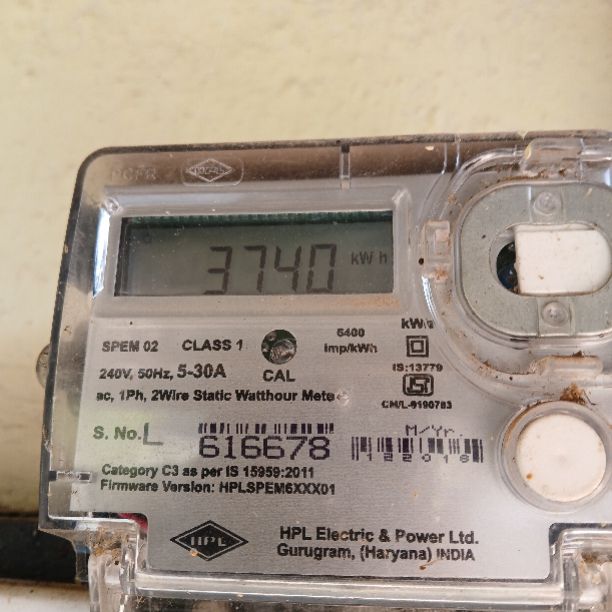 3740 kWh
SPEM 02 CLASS 1
6400 imp/kWh
240V, 50Hz, 5-30A
CAL
IS:13779
ac, 1Ph, 2Wire Static Watthour Meter
CM/L-9190783
S. No. L 616678
M/Yr
122018
Category C3 as per IS 15959:2011
Firmware Version: HPLSPEM6XXX01
HPL
HPL Electric & Power Ltd.
Gurugram, (Haryana) INDIA